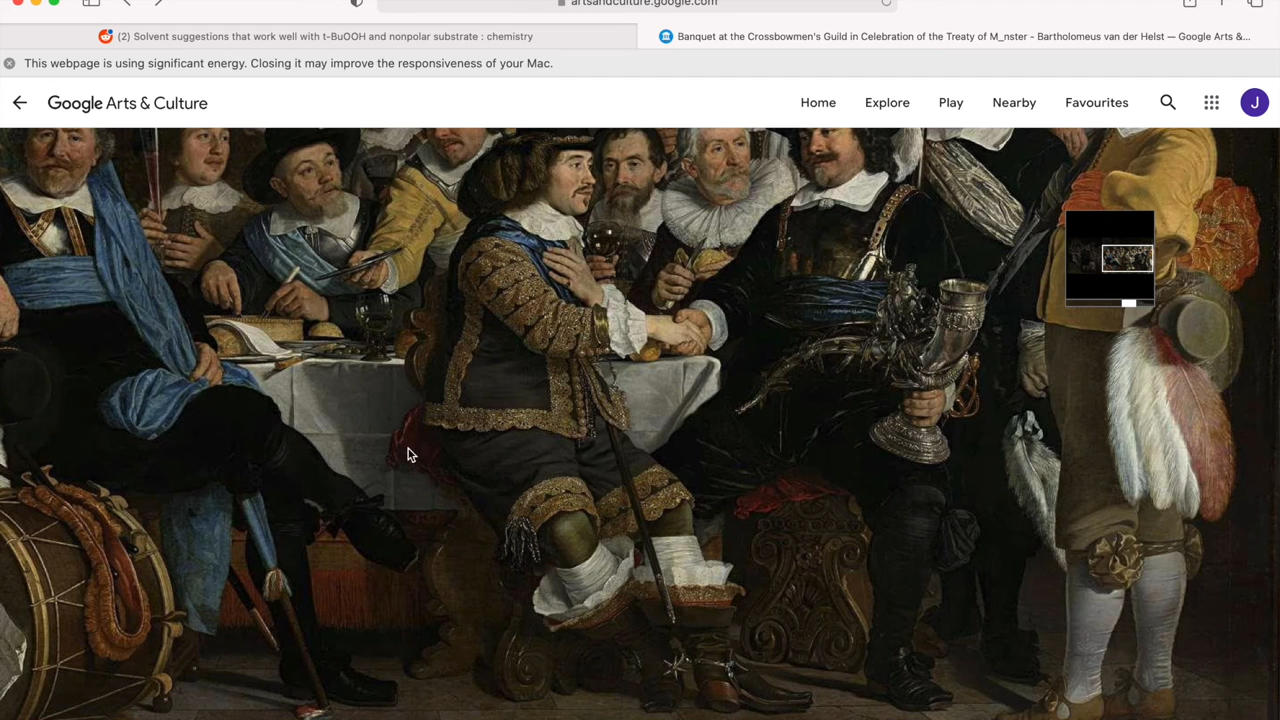 artsandculture.google.com
(2) Solvent suggestions that work well with t-BuOOH and nonpolar substrate : chemistry
Banquet at the Crossbowmen's Guild in Celebration of the Treaty of M_nster - Bartholomeus van der Helst — Google Arts &...
This webpage is using significant energy. Closing it may improve the responsiveness of your Mac.
Google Arts & Culture Home Explore Play Nearby Favourites J